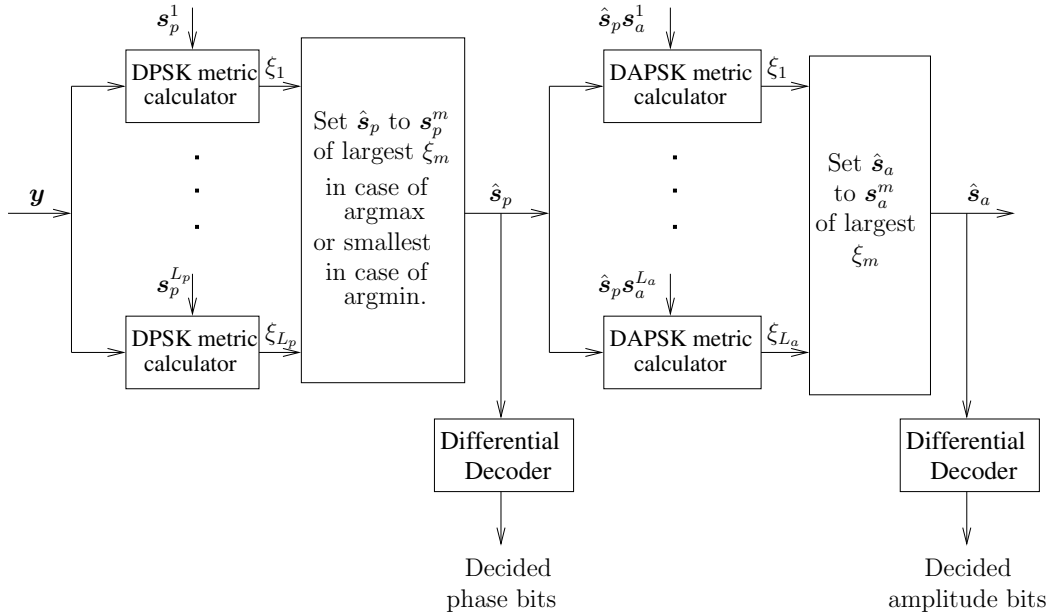 s_p^1
DPSK metric
calculator
ξ_1
y
s_p^{L_p}
DPSK metric
calculator
ξ_{L_p}
Set ŝ_p to s_p^m
of largest ξ_m
in case of
argmax
or smallest
in case of
argmin.
ŝ_p
Differential
Decoder
Decided
phase bits
ŝ_p s_a^1
DAPSK metric
calculator
ξ_1
ŝ_p s_a^{L_a}
DAPSK metric
calculator
ξ_{L_a}
Set ŝ_a
to s_a^m
of largest
ξ_m
ŝ_a
Differential
Decoder
Decided
amplitude bits